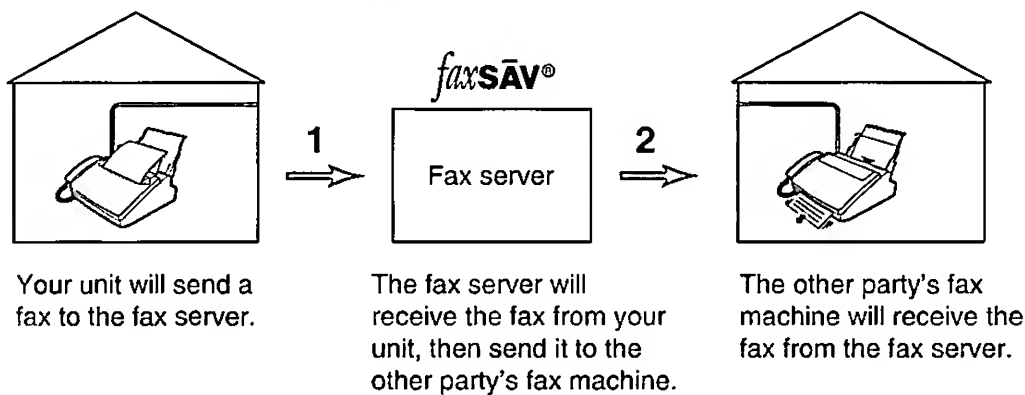 faxSĀV®
1
Fax server
2
Your unit will send a
fax to the fax server.
The fax server will
receive the fax from your
unit, then send it to the
other party's fax machine.
The other party's fax
machine will receive the
fax from the fax server.